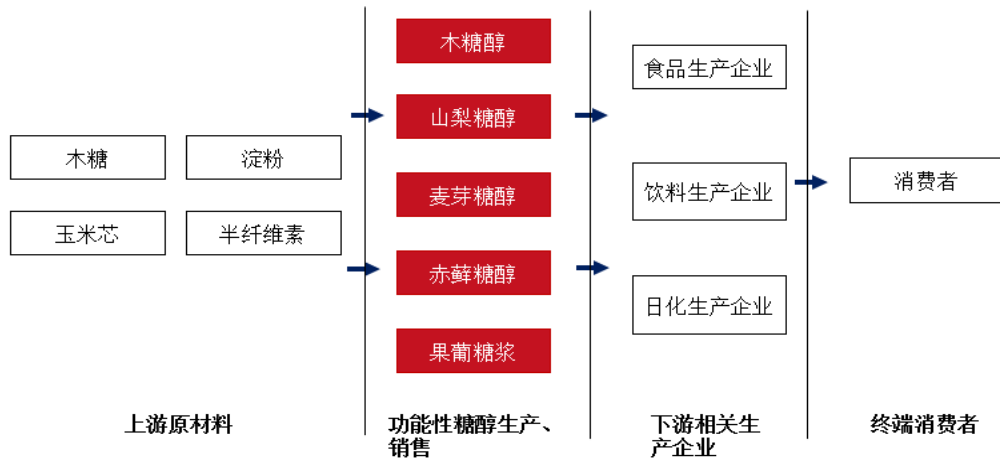 木糖
淀粉
玉米芯
半纤维素
上游原材料
木糖醇
山梨糖醇
麦芽糖醇
赤藓糖醇
果葡糖浆
功能性糖醇生产、
销售
食品生产企业
饮料生产企业
日化生产企业
下游相关生
产企业
消费者
终端消费者